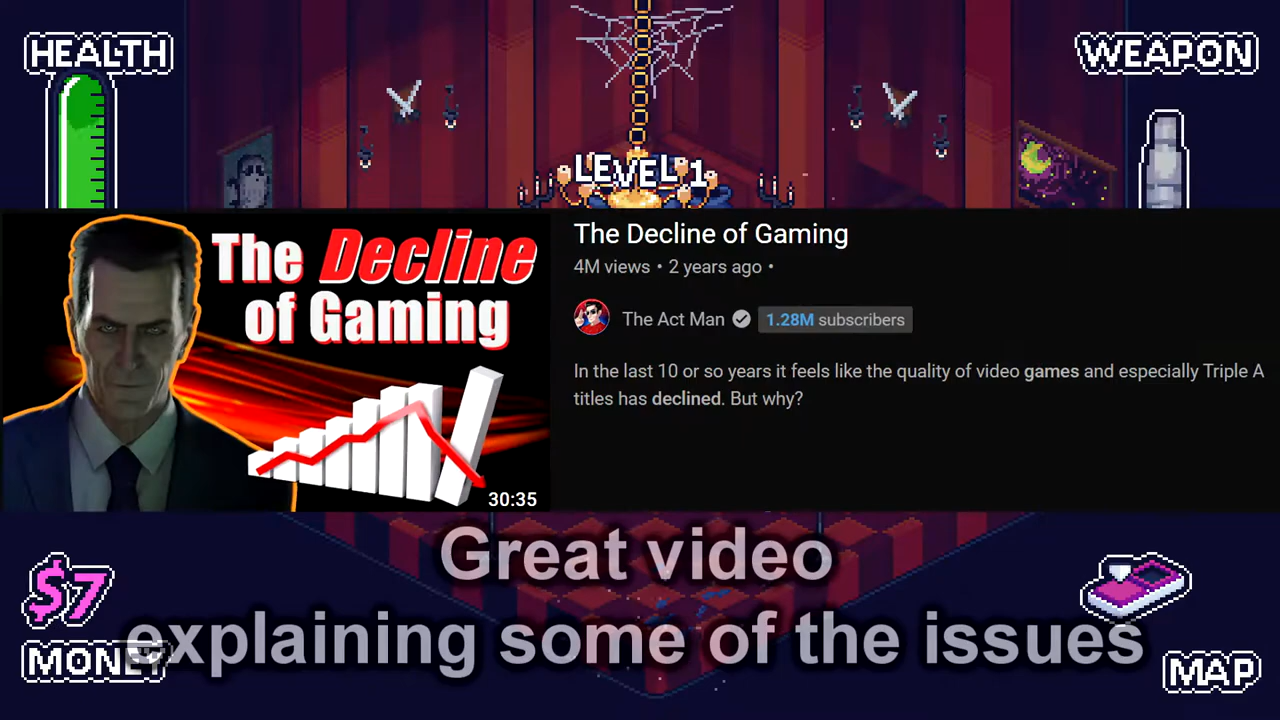 HEALTH
WEAPON
LEVEL 1
The Decline
of Gaming
30:35
The Decline of Gaming
4M views • 2 years ago •
The Act Man 1.28M subscribers
In the last 10 or so years it feels like the quality of video games and especially Triple A
titles has declined. But why?
Great video
explaining some of the issues
$7
MONEY
MAP